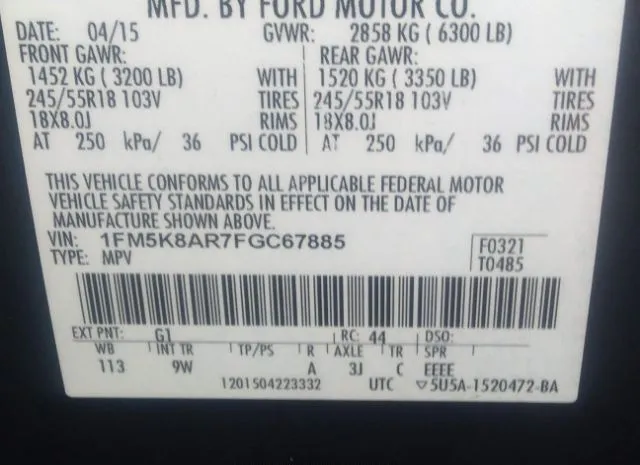 MFD. BY FORD MOTOR CO.
DATE: 04/15 GVWR: 2858 KG ( 6300 LB)
FRONT GAWR: REAR GAWR:
1452 KG ( 3200 LB) WITH 1520 KG ( 3350 LB) WITH
245/55R18 103V TIRES 245/55R18 103V TIRES
18X8.0J RIMS 18X8.0J RIMS
AT 250 kPa/ 36 PSI COLD AT 250 kPa/ 36 PSI COLD
THIS VEHICLE CONFORMS TO ALL APPLICABLE FEDERAL MOTOR
VEHICLE SAFETY STANDARDS IN EFFECT ON THE DATE OF
MANUFACTURE SHOWN ABOVE.
VIN: 1FM5K8AR7FGC67885 F0321
TYPE: MPV T0485
EXT PNT: G1 RC: 44 DSO:
WB INT TR TP/PS R AXLE TR SPR
113 9W A 3J C EEEE
1201504223332 UTC ▽5U5A-1520472-BA